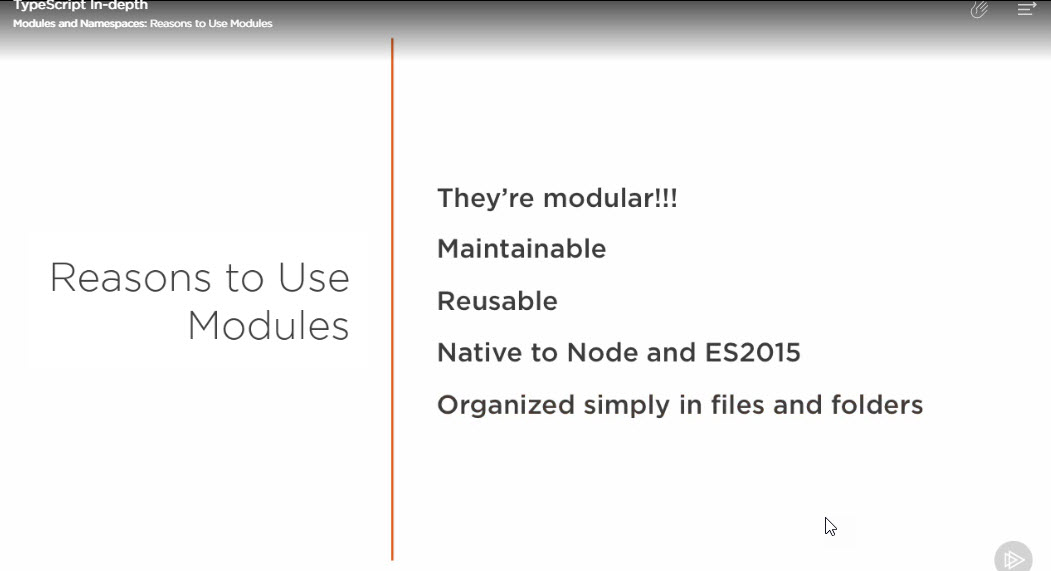 TypeScript In-depth
Modules and Namespaces: Reasons to Use Modules
Reasons to Use
Modules
They're modular!!!
Maintainable
Reusable
Native to Node and ES2015
Organized simply in files and folders